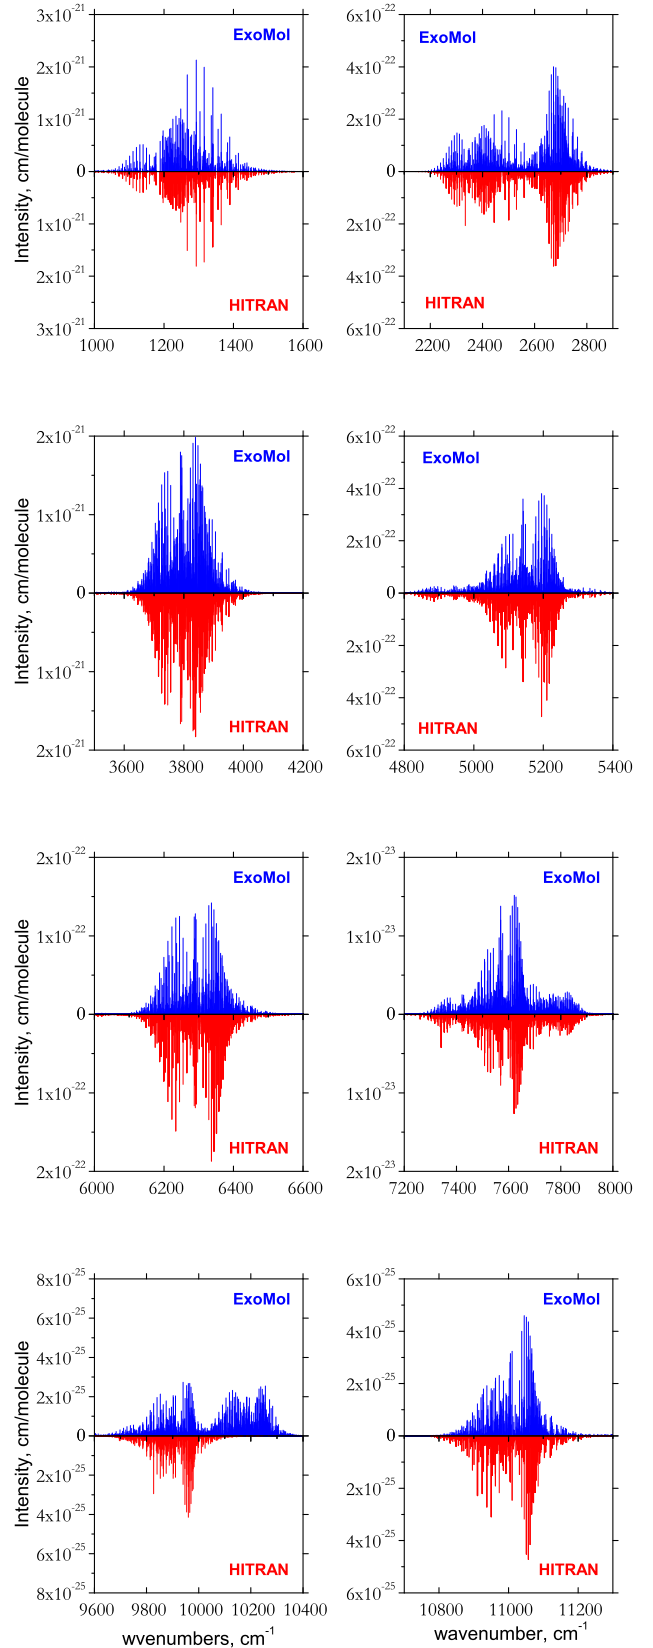 3x10-21
2x10-21
1x10-21
0
1x10-21
2x10-21
3x10-21
Intensity, cm/molecule
ExoMol
HITRAN
1000 1200 1400 1600
6x10-22
4x10-22
2x10-22
0
2x10-22
4x10-22
6x10-22
ExoMol
HITRAN
2200 2400 2600 2800
2x10-21
1x10-21
0
1x10-21
2x10-21
Intensity, cm/molecule
ExoMol
HITRAN
3600 3800 4000 4200
6x10-22
4x10-22
2x10-22
0
2x10-22
4x10-22
6x10-22
ExoMol
HITRAN
4800 5000 5200 5400
2x10-22
1x10-22
0
1x10-22
2x10-22
Intensity, cm/molecule
ExoMol
HITRAN
6000 6200 6400 6600
2x10-23
1x10-23
0
1x10-23
2x10-23
ExoMol
HITRAN
7200 7400 7600 7800 8000
8x10-25
6x10-25
4x10-25
2x10-25
0
2x10-25
4x10-25
6x10-25
8x10-25
Intensity, cm/molecule
ExoMol
HITRAN
9600 9800 10000 10200 10400
wvenumbers, cm-1
6x10-25
4x10-25
2x10-25
0
2x10-25
4x10-25
6x10-25
ExoMol
HITRAN
10800 11000 11200
wavenumber, cm-1